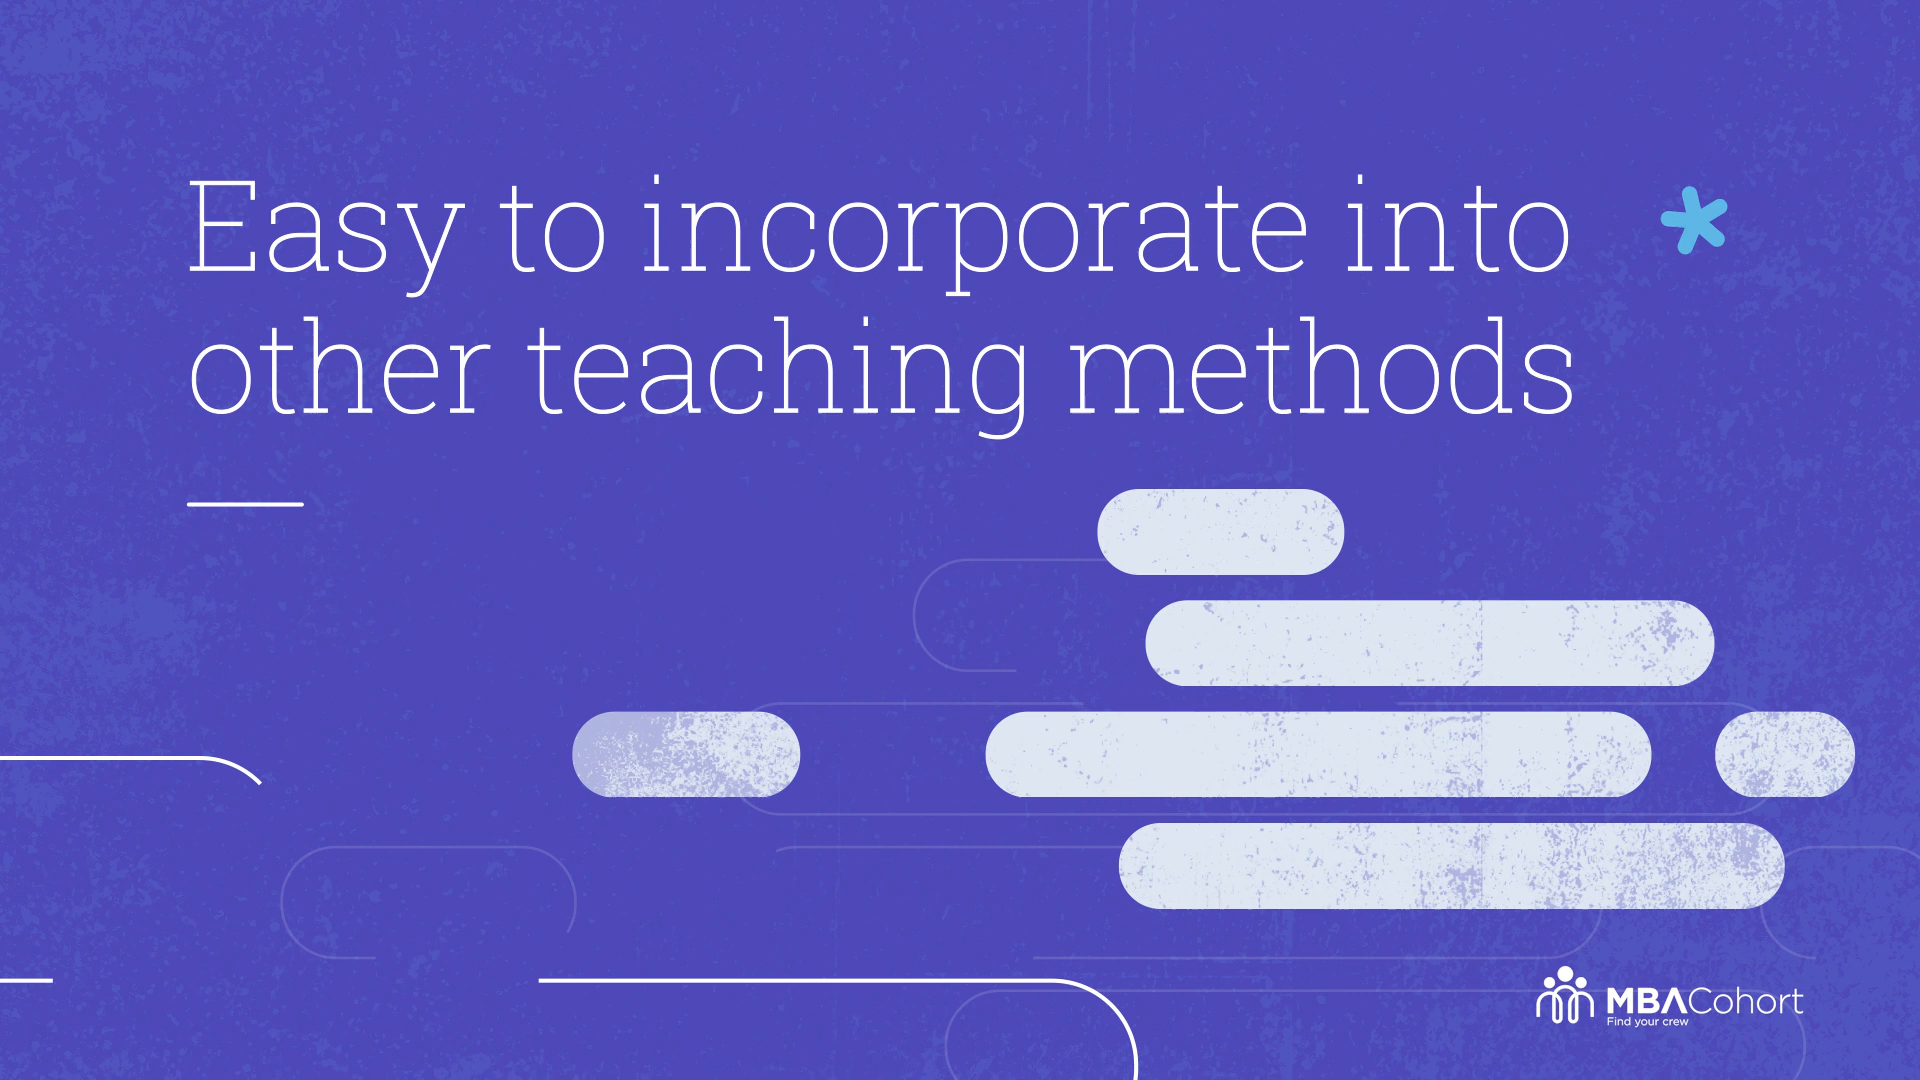 Easy to incorporate into
other teaching methods
MBACohort
Find your crew